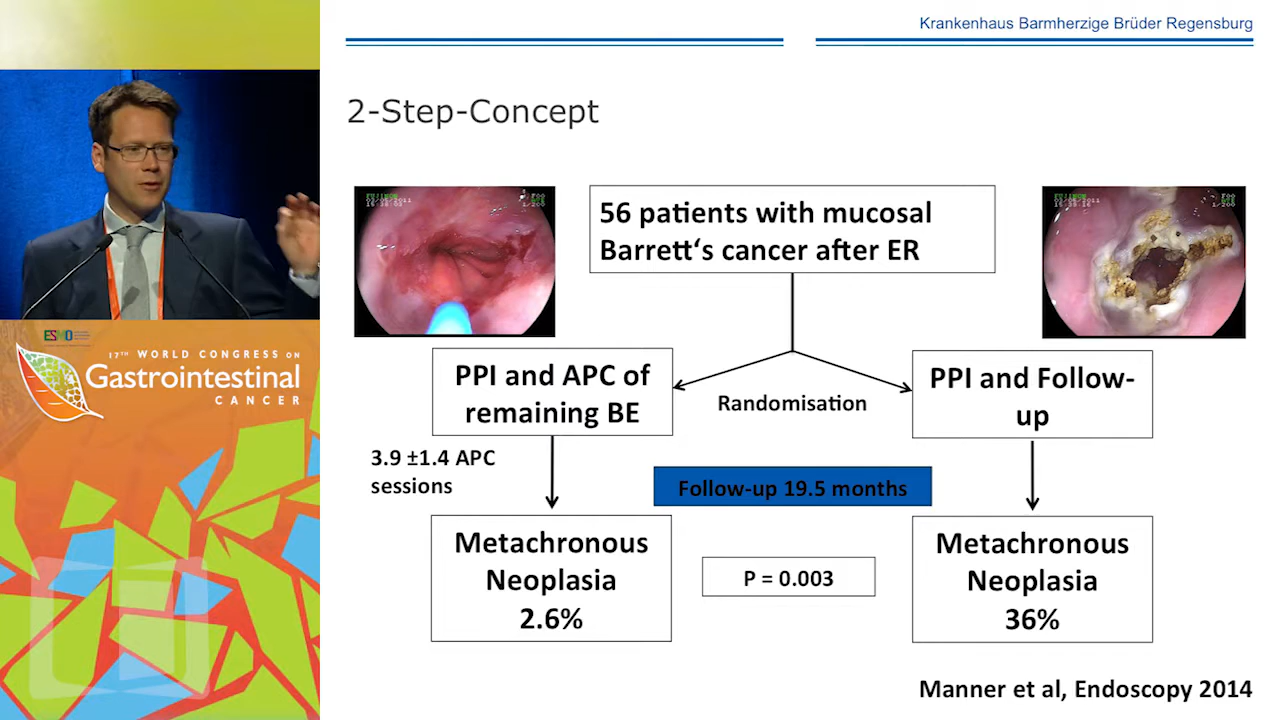 Krankenhaus Barmherzige Brüder Regensburg
2-Step-Concept
56 patients with mucosal
Barrett‘s cancer after ER
PPI and APC of
remaining BE
Randomisation
PPI and Follow-
up
3.9 ±1.4 APC
sessions
Follow-up 19.5 months
Metachronous
Neoplasia
2.6%
P = 0.003
Metachronous
Neoplasia
36%
Manner et al, Endoscopy 2014
ESMO
17TH WORLD CONGRESS ON
Gastrointestinal
CANCER
FUJINON
FUJINON